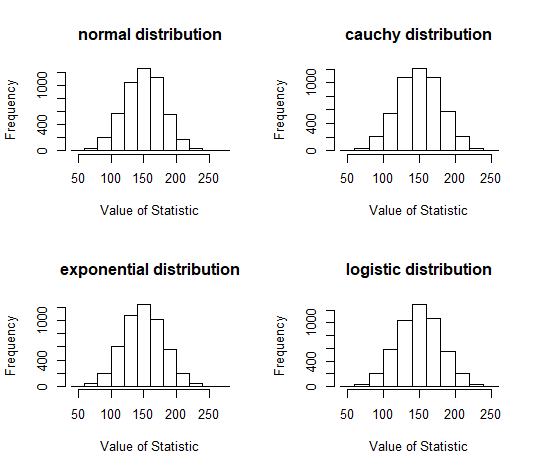 normal distribution
Frequency
0 400 1000
50 100 150 200 250
Value of Statistic
cauchy distribution
Frequency
0 400 1000
50 100 150 200 250
Value of Statistic
exponential distribution
Frequency
0 400 1000
50 100 150 200 250
Value of Statistic
logistic distribution
Frequency
0 400 1000
50 100 150 200 250
Value of Statistic